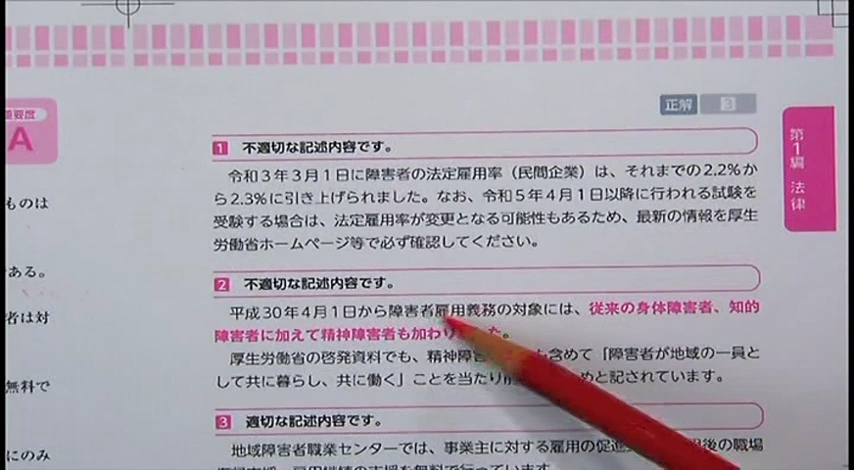 正解 3
重要度
A
第1編 法律
1 不適切な記述内容です。
令和3年3月1日に障害者の法定雇用率（民間企業）は、それまでの2.2%か
ら2.3%に引き上げられました。なお、令和5年4月1日以降に行われる試験を
受験する場合は、法定雇用率が変更となる可能性もあるため、最新の情報を厚生
労働省ホームページ等で必ず確認してください。
2 不適切な記述内容です。
平成30年4月1日から障害者雇用義務の対象には、従来の身体障害者、知的
障害者に加えて精神障害者も加わりました。
厚生労働省の啓発資料でも、精神障害 も含めて「障害者が地域の一員と
して共に暮らし、共に働く」ことを当たり前 めと記されています。
3 適切な記述内容です。
地域障害者職業センターでは、事業主に対する雇用の促進 後の職場
ものは
ある。
者は対
無料で
にのみ